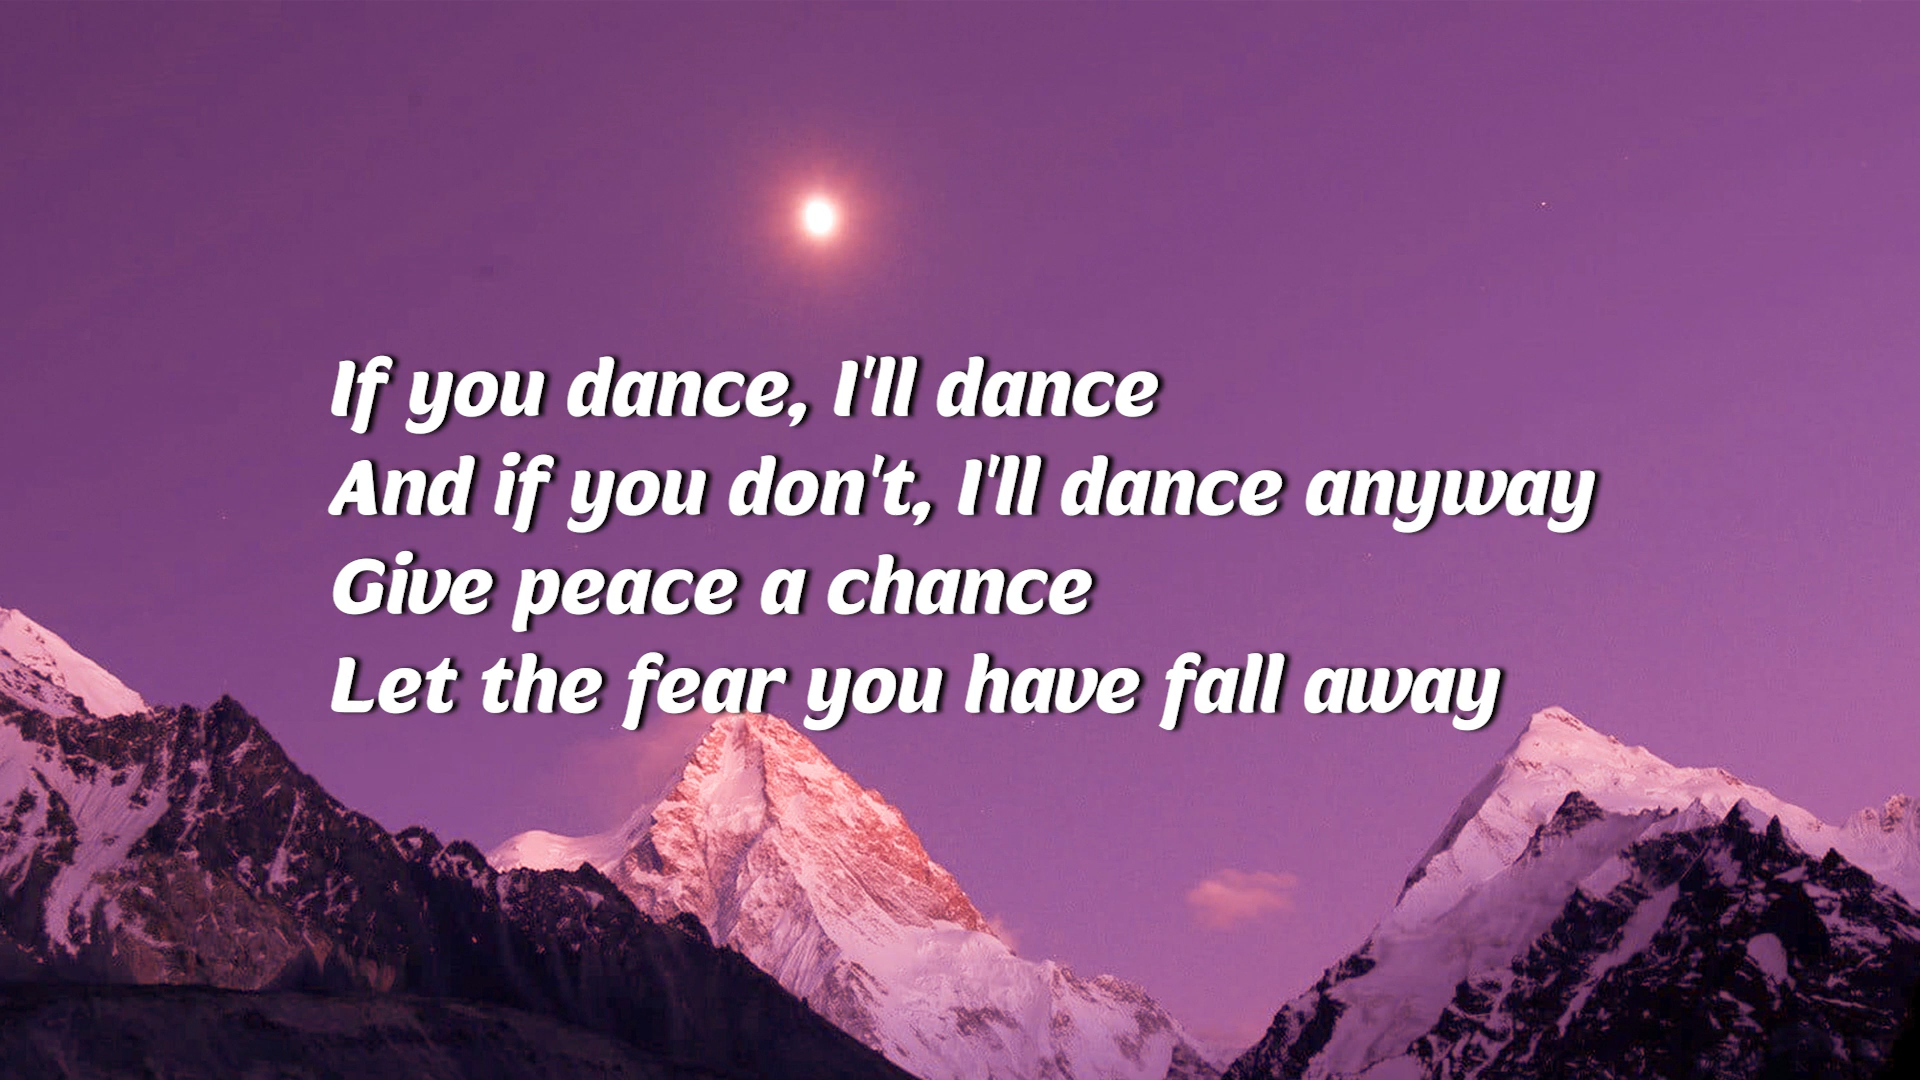 If you dance, I'll dance
And if you don't, I'll dance anyway
Give peace a chance
Let the fear you have fall away